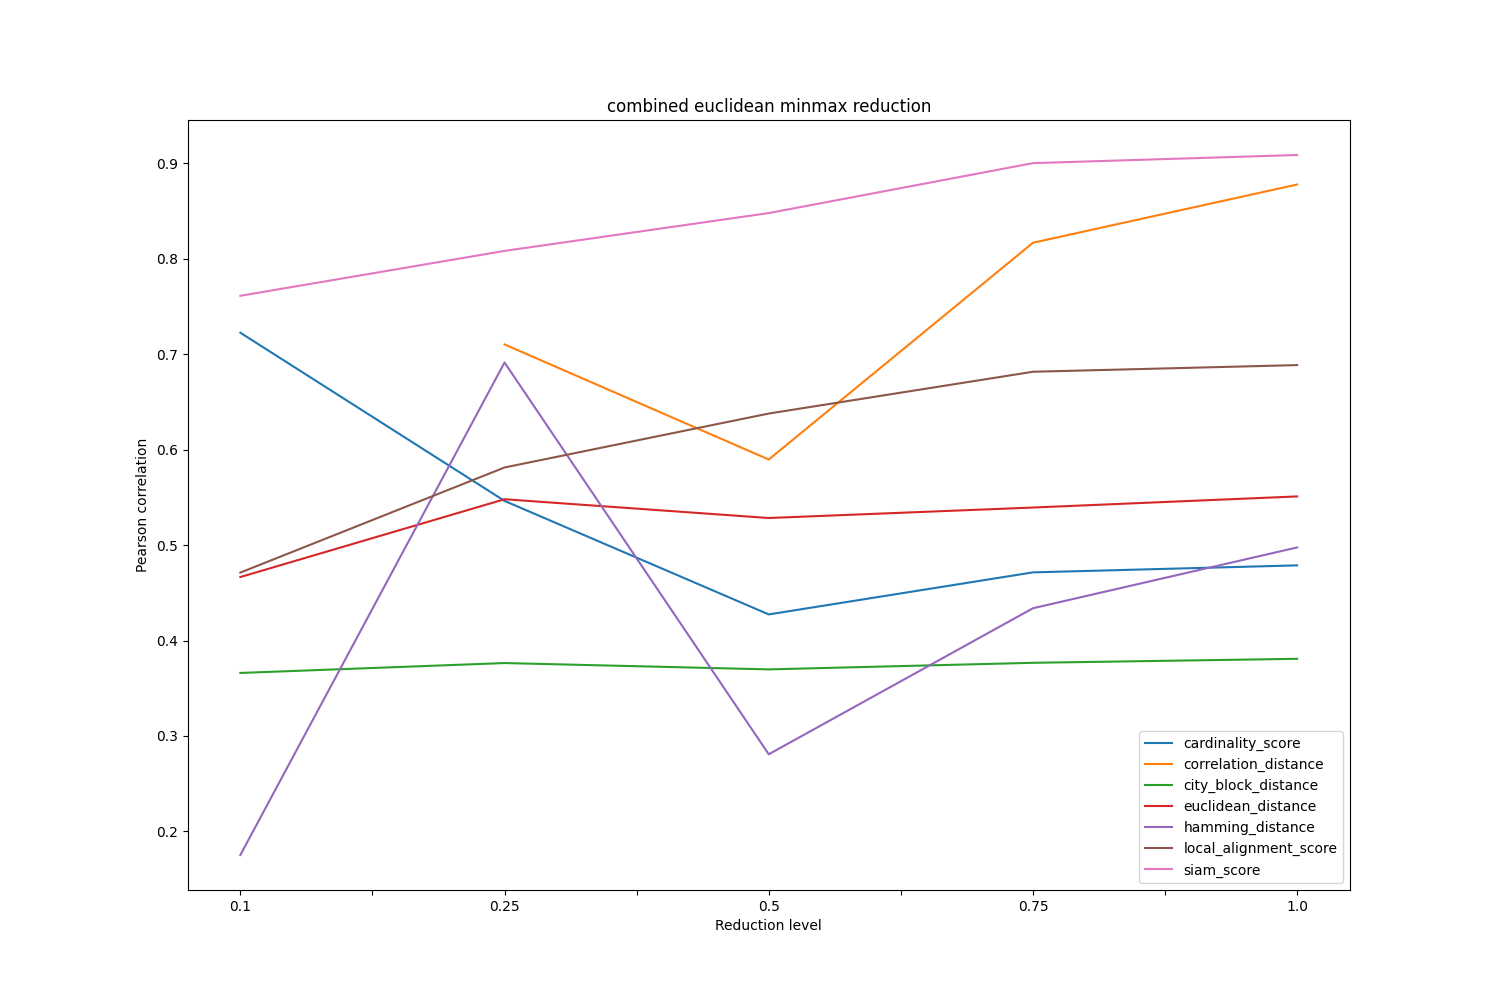 combined euclidean minmax reduction
Pearson correlation
0.9
0.8
0.7
0.6
0.5
0.4
0.3
0.2
0.1 0.25 0.5 0.75 1.0
Reduction level
cardinality_score
correlation_distance
city_block_distance
euclidean_distance
hamming_distance
local_alignment_score
siam_score